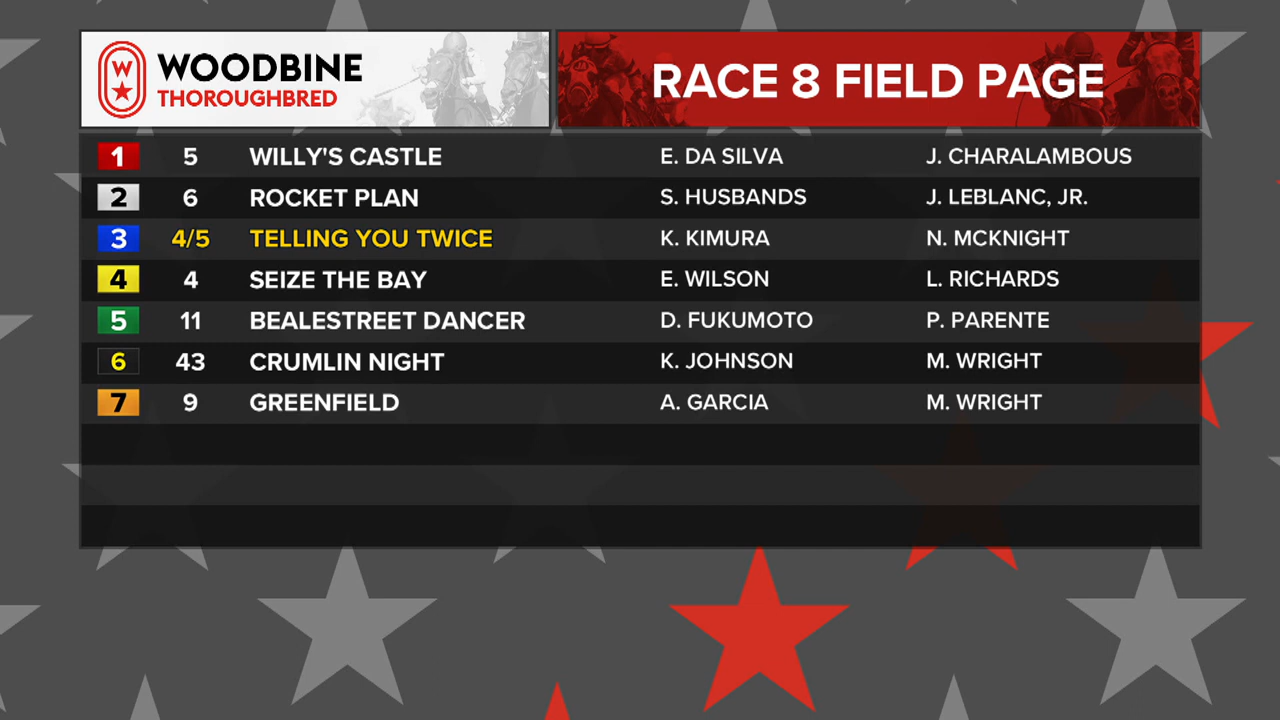 W
WOODBINE
THOROUGHBRED
RACE 8 FIELD PAGE
1 5 WILLY'S CASTLE E. DA SILVA J. CHARALAMBOUS
2 6 ROCKET PLAN S. HUSBANDS J. LEBLANC, JR.
3 4/5 TELLING YOU TWICE K. KIMURA N. MCKNIGHT
4 4 SEIZE THE BAY E. WILSON L. RICHARDS
5 11 BEALESTREET DANCER D. FUKUMOTO P. PARENTE
6 43 CRUMLIN NIGHT K. JOHNSON M. WRIGHT
7 9 GREENFIELD A. GARCIA M. WRIGHT